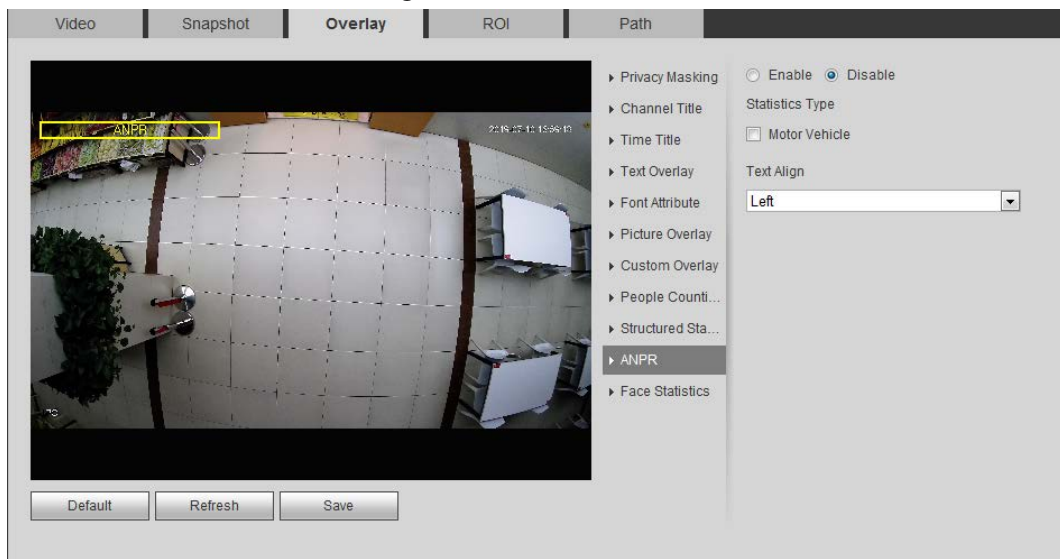 Video Snapshot Overlay ROI Path
ANPR
Privacy Masking
Channel Title
Time Title
Text Overlay
Font Attribute
Picture Overlay
Custom Overlay
People Counti...
Structured Sta...
ANPR
Face Statistics
Enable Disable
Statistics Type
Motor Vehicle
Text Align
Left
Default Refresh Save